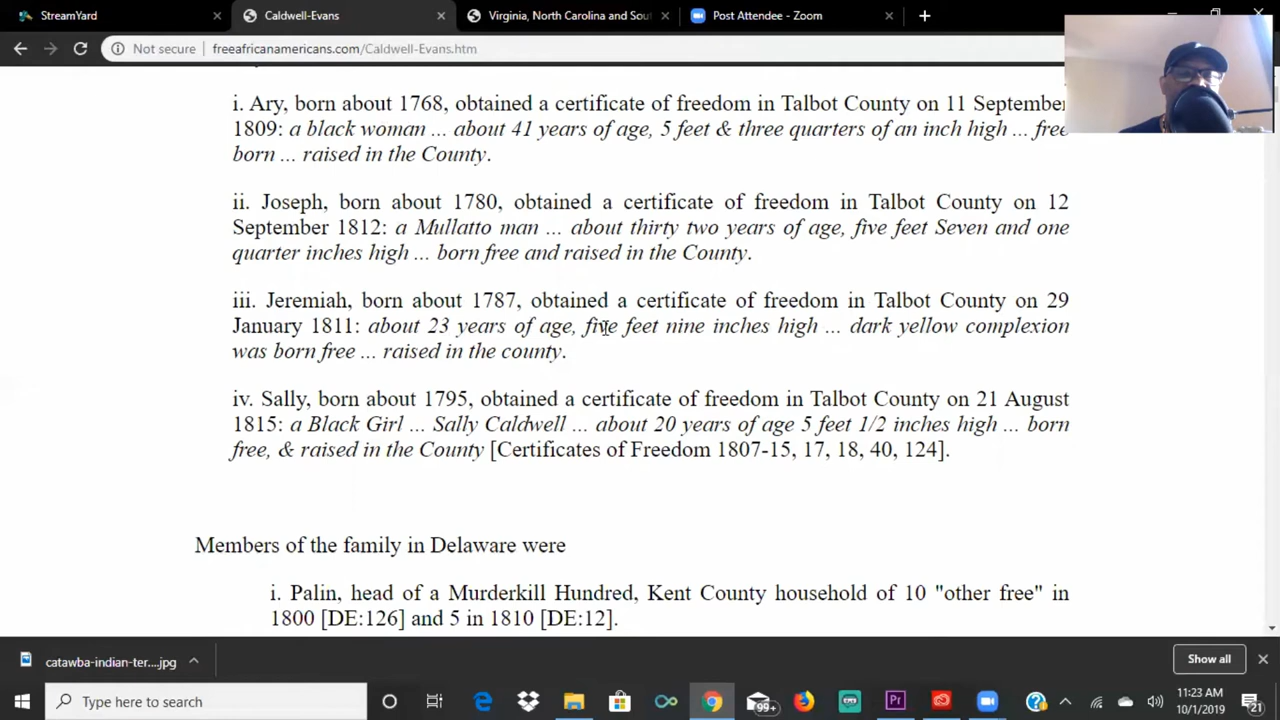 StreamYard
Caldwell-Evans
Virginia, North Carolina and Sou
Post Attendee - Zoom
Not secure
freeafricanamericans.com/Caldwell-Evans.htm
i. Ary, born about 1768, obtained a certificate of freedom in Talbot County on 11 September
1809: a black woman ... about 41 years of age, 5 feet & three quarters of an inch high ... free
born ... raised in the County.
ii. Joseph, born about 1780, obtained a certificate of freedom in Talbot County on 12
September 1812: a Mullatto man ... about thirty two years of age, five feet Seven and one
quarter inches high ... born free and raised in the County.
iii. Jeremiah, born about 1787, obtained a certificate of freedom in Talbot County on 29
January 1811: about 23 years of age, five feet nine inches high ... dark yellow complexion
was born free ... raised in the county.
iv. Sally, born about 1795, obtained a certificate of freedom in Talbot County on 21 August
1815: a Black Girl ... Sally Caldwell ... about 20 years of age 5 feet 1/2 inches high ... born
free, & raised in the County [Certificates of Freedom 1807-15, 17, 18, 40, 124].
Members of the family in Delaware were
i. Palin, head of a Murderkill Hundred, Kent County household of 10 "other free" in
1800 [DE:126] and 5 in 1810 [DE:12].
catawba-indian-ter....jpg
Show all
Type here to search
99+
Pr
11:23 AM
10/1/2019
21